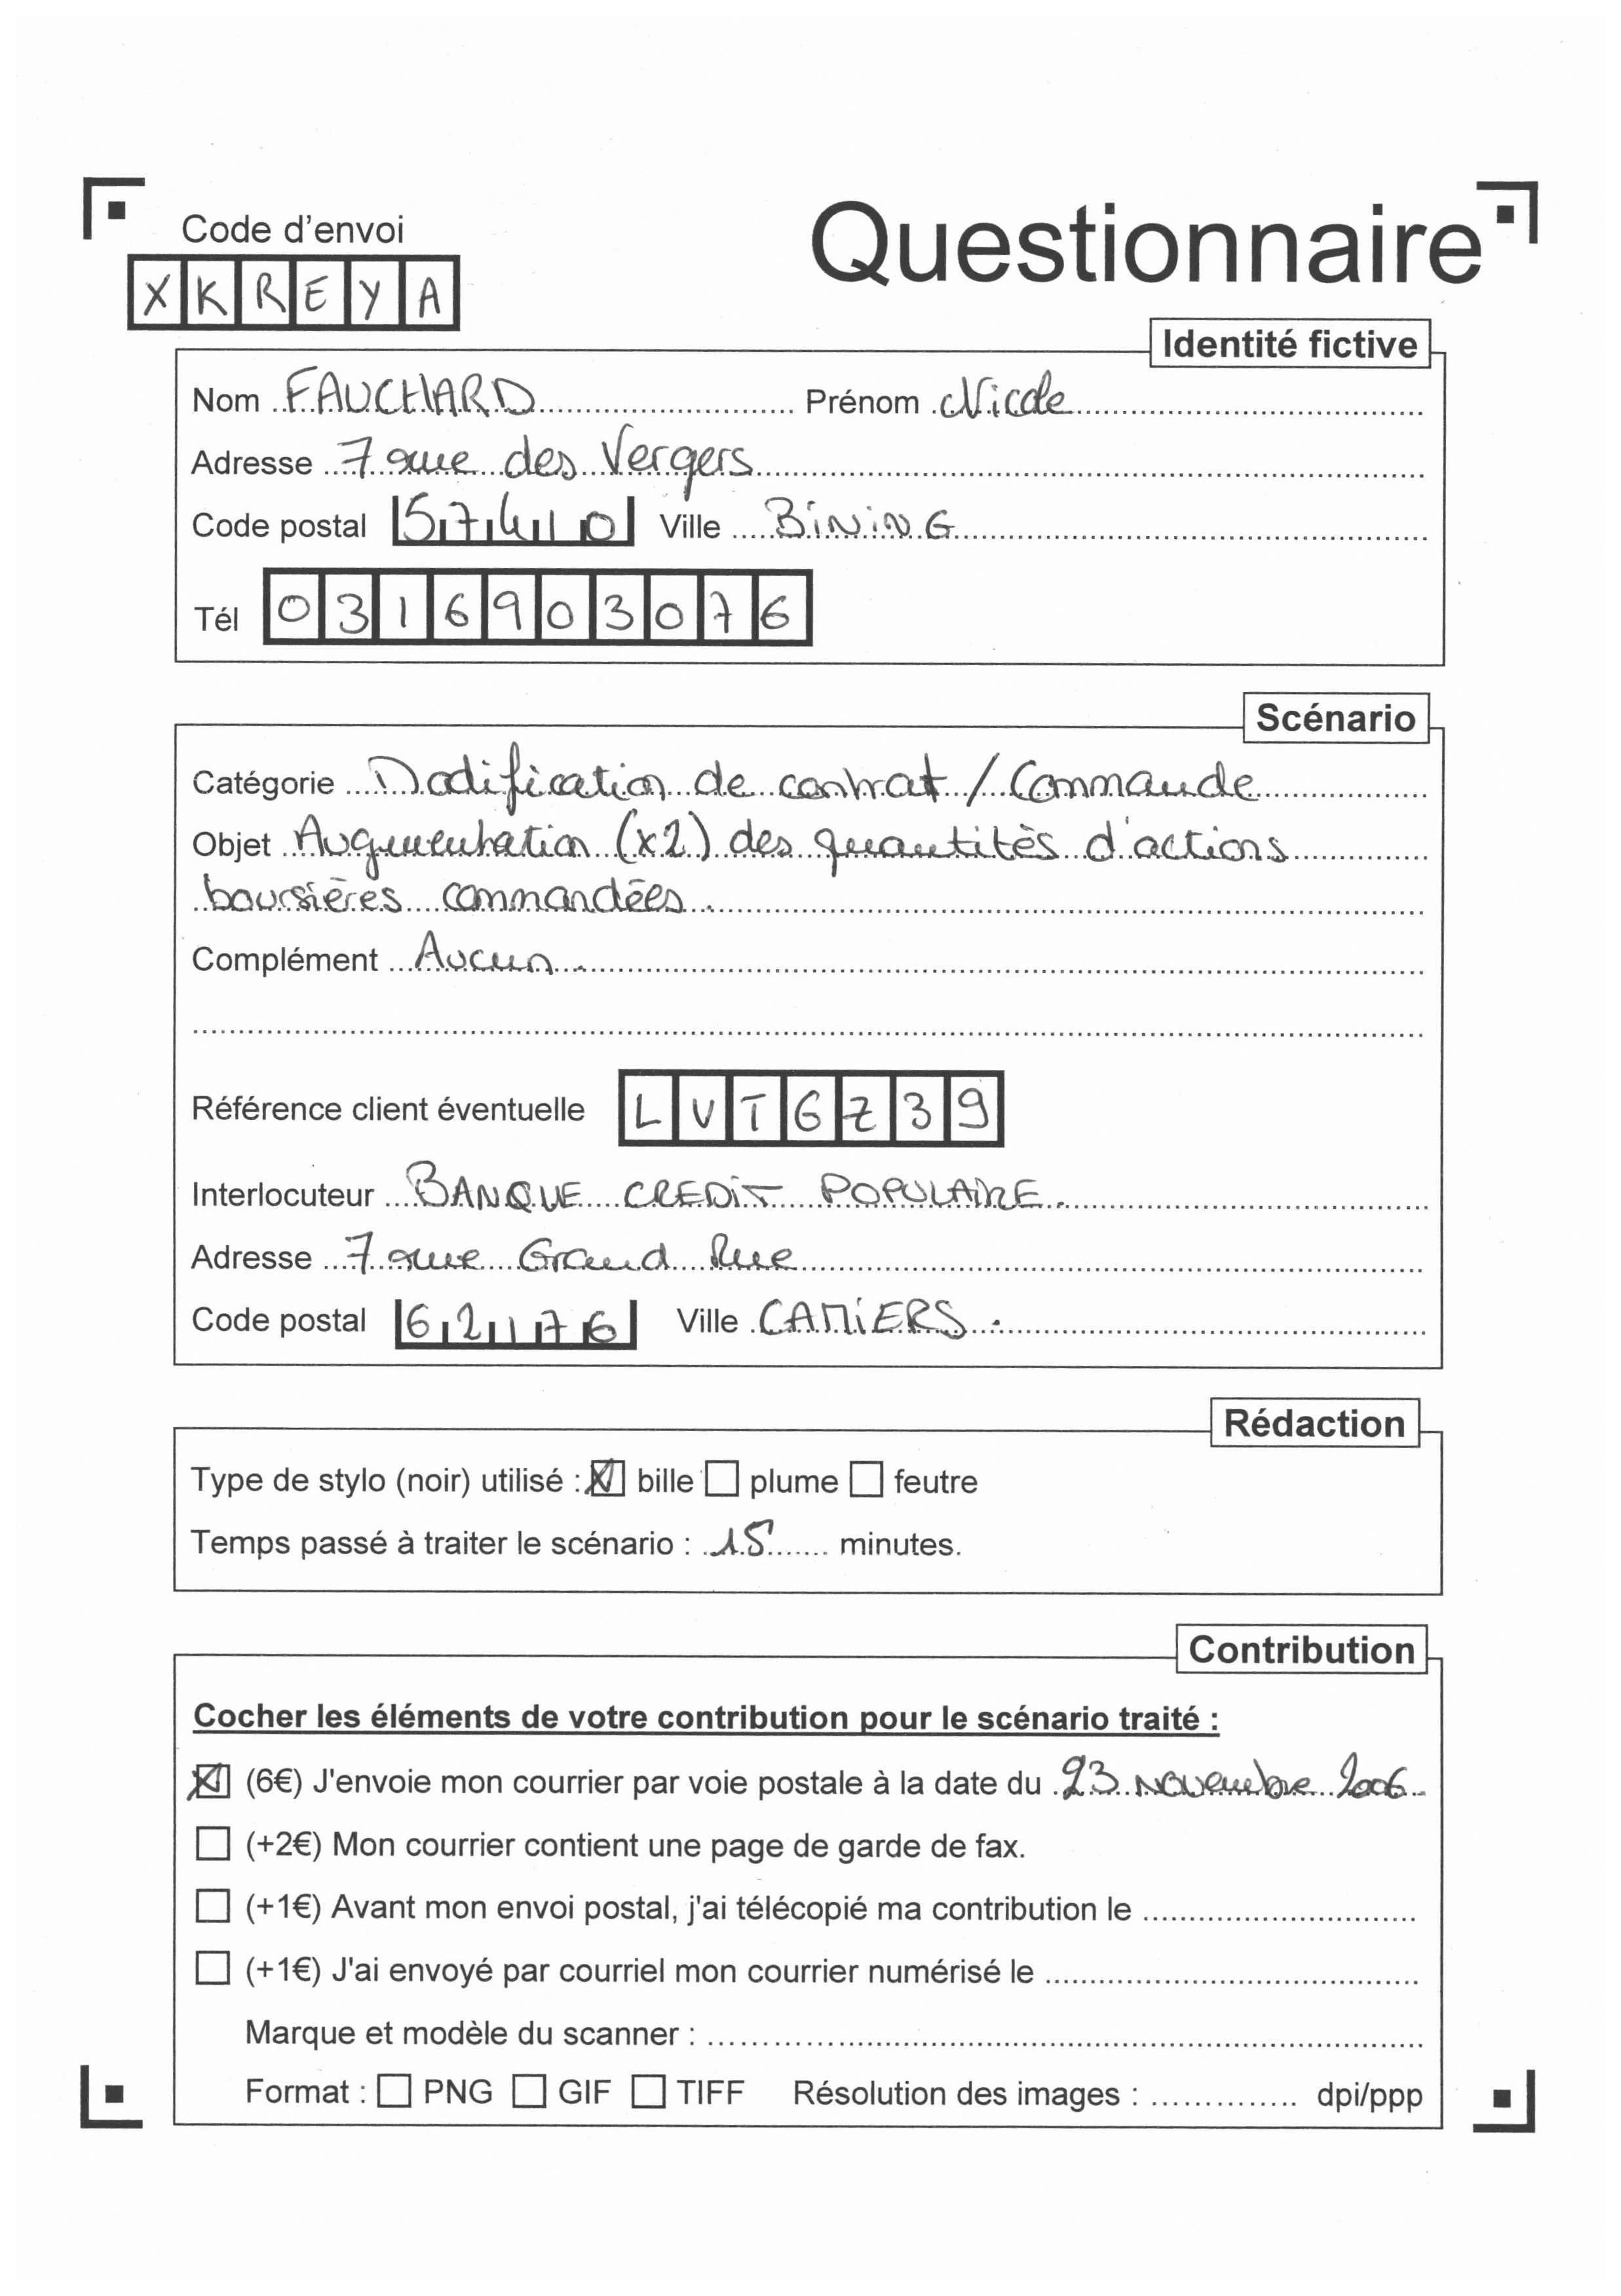 Code d'envoi
Questionnaire
XKREYA
Identité fictive
Nom FAUCHARD Prénom Nicole
Adresse 7 rue des Vergers
Code postal 57410 Ville BiNiNG
Tél 0316903076
Scénario
Catégorie Modification de contrat / Commande
Objet Augmentation (x2) des quantités d'actions
boursières commandées.
Complément Aucun.
Référence client éventuelle LVTGZ39
Interlocuteur BANQUE CREDiT POPULAiRE.
Adresse 7 rue Grand Rue
Code postal 62176 Ville CAMiERS.
Rédaction
Type de stylo (noir) utilisé : bille plume feutre
Temps passé à traiter le scénario : 15 minutes.
Contribution
Cocher les éléments de votre contribution pour le scénario traité :
(6€) J'envoie mon courrier par voie postale à la date du 23 novembre 2006
(+2€) Mon courrier contient une page de garde de fax.
(+1€) Avant mon envoi postal, j'ai télécopié ma contribution le
(+1€) J'ai envoyé par courriel mon courrier numérisé le
Marque et modèle du scanner :
Format : PNG GIF TIFF Résolution des images : dpi/ppp